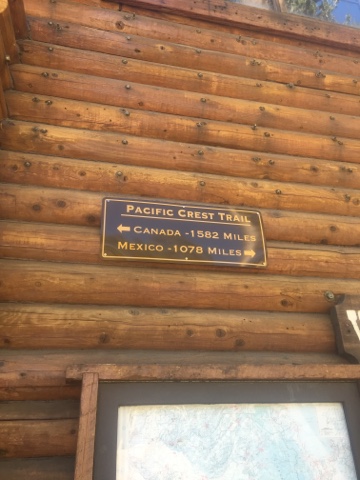 Pacific Crest Trail
← Canada -1582 Miles
Mexico -1078 Miles →